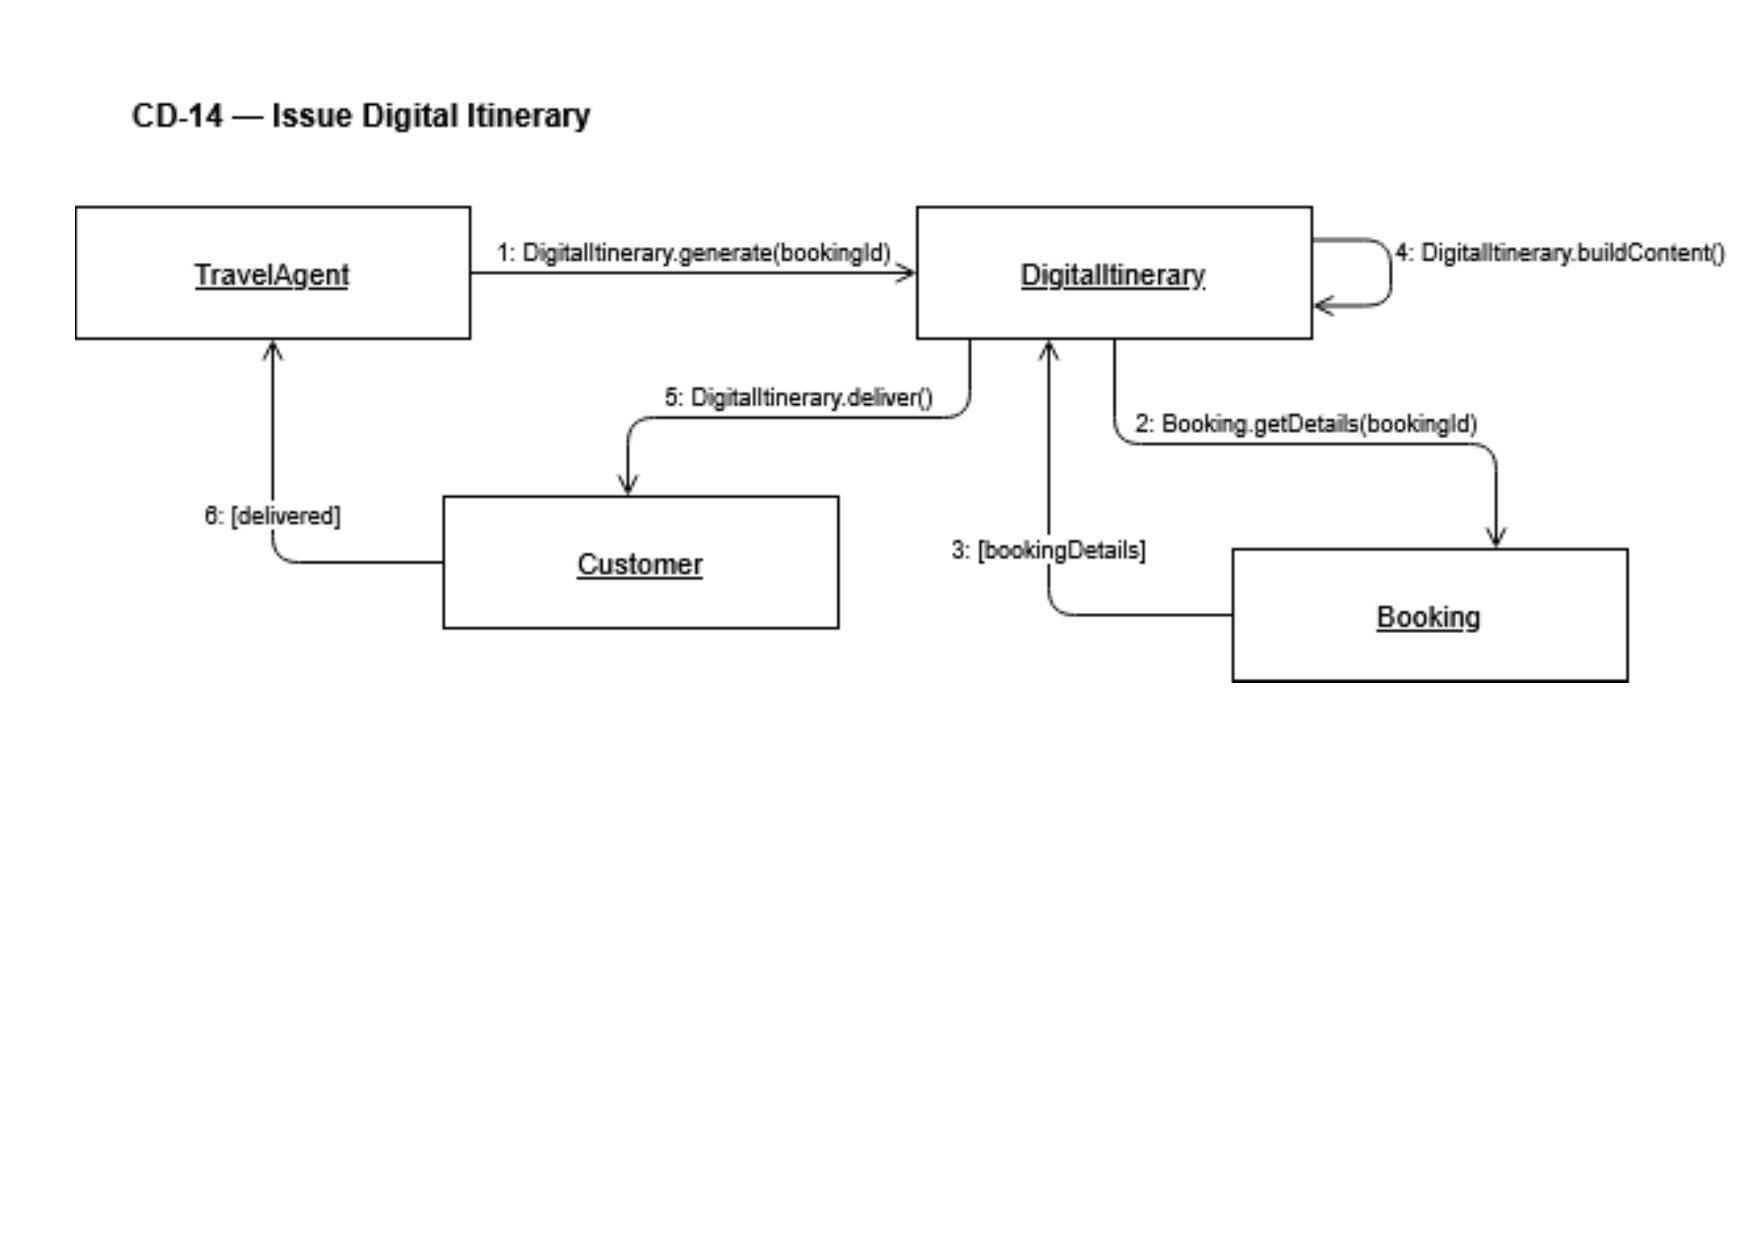 CD-14 — Issue Digital Itinerary
TravelAgent
1: DigitalItinerary.generate(bookingId)
DigitalItinerary
4: DigitalItinerary.buildContent()
5: DigitalItinerary.deliver()
2: Booking.getDetails(bookingId)
6: [delivered]
Customer
3: [bookingDetails]
Booking